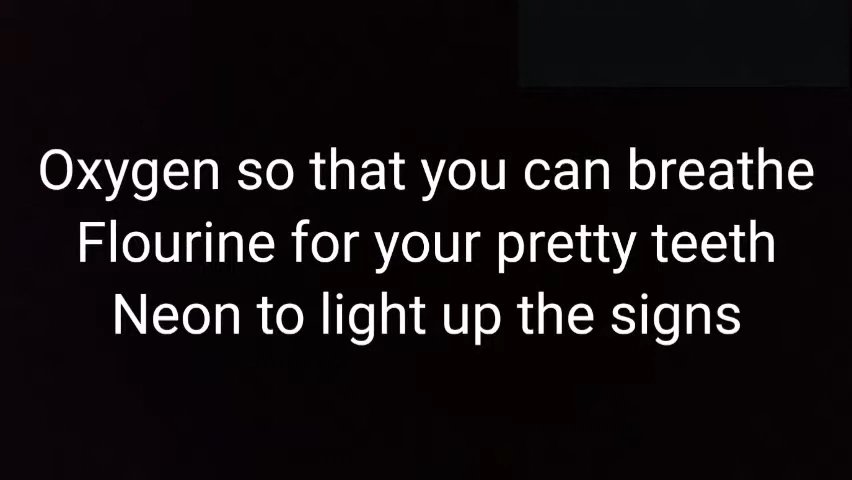 Oxygen so that you can breathe
Flourine for your pretty teeth
Neon to light up the signs